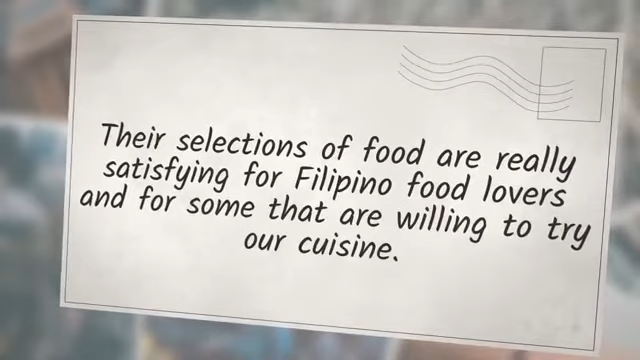 Their selections of food are really
satisfying for Filipino food lovers
and for some that are willing to try
our cuisine.